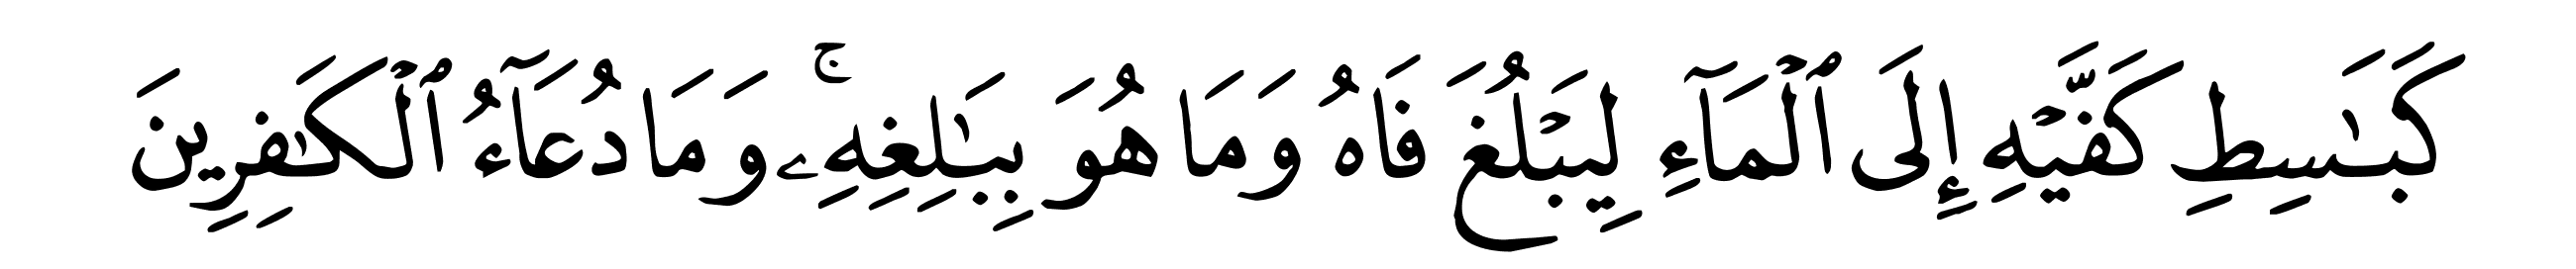 كَبَـٰسِطِ كَفَّيْهِ إِلَى ٱلْمَآءِ لِيَبْلُغَ فَاهُ وَمَا هُوَ بِبَـٰلِغِهِۦۚ وَمَا دُعَآءُ ٱلْكَـٰفِرِينَ